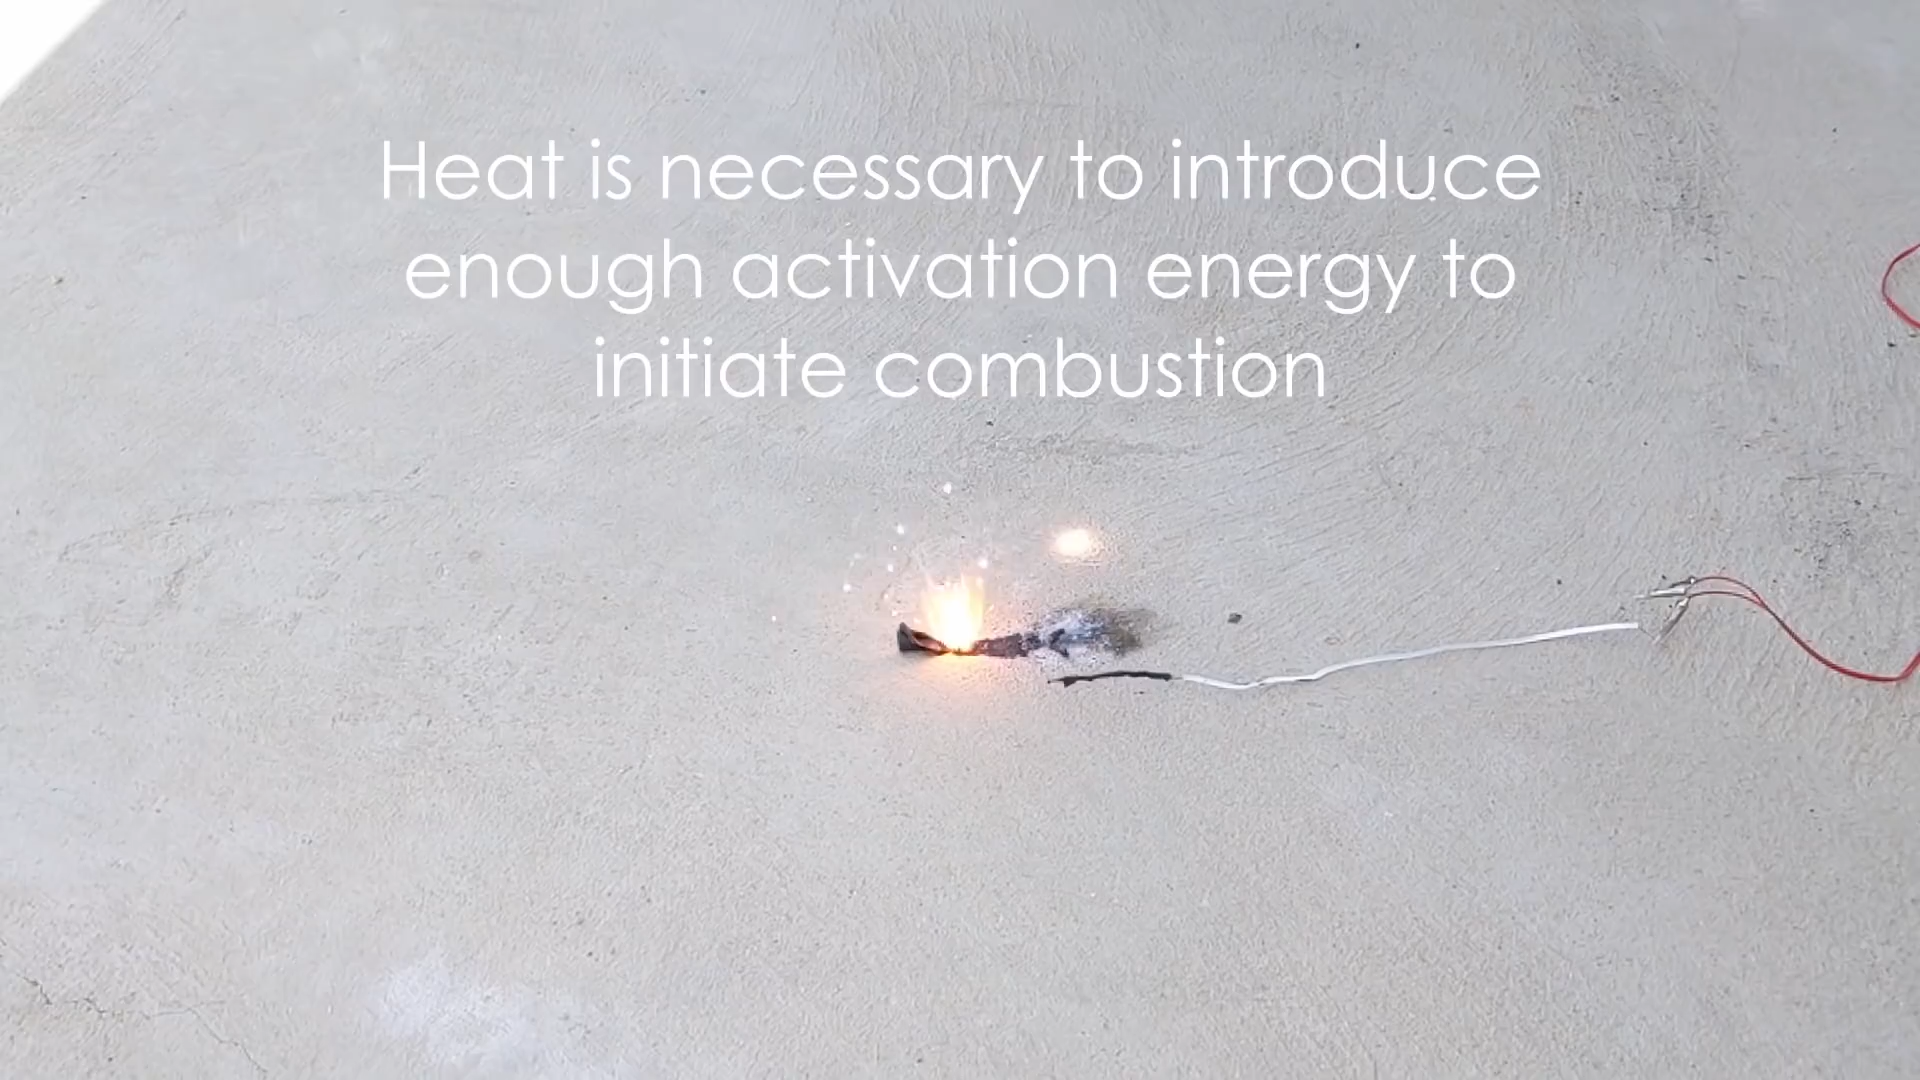 Heat is necessary to introduce
enough activation energy to
initiate combustion